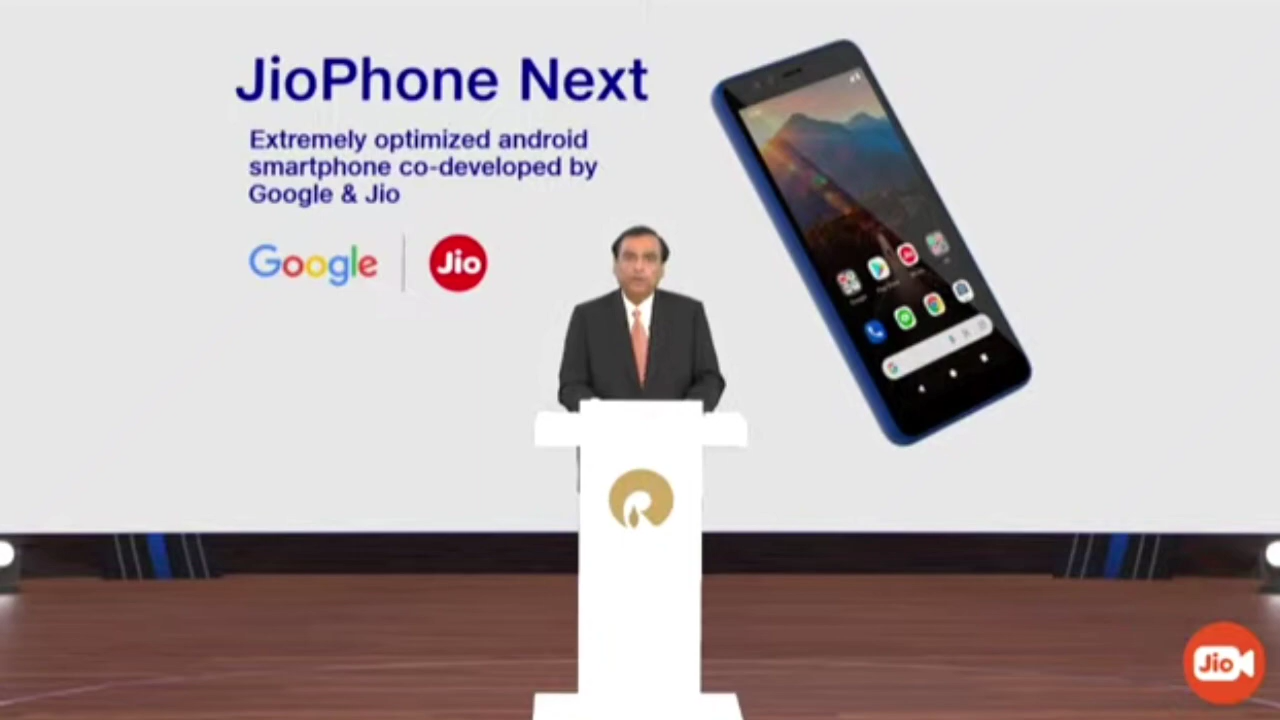 JioPhone Next
Extremely optimized android
smartphone co-developed by
Google & Jio
Google
Jio
Jio